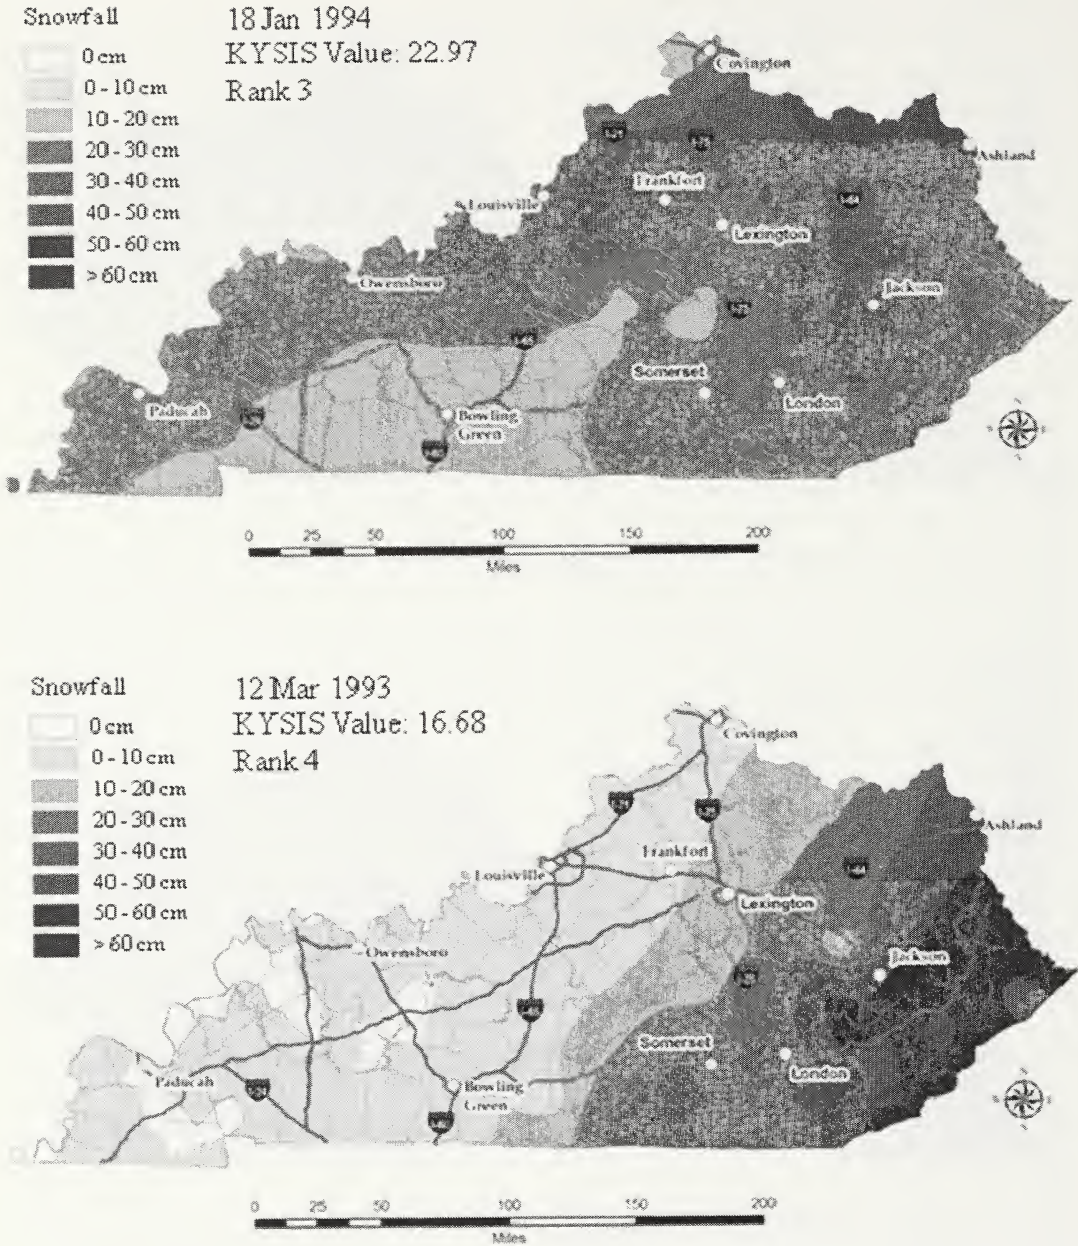 Snowfall
0 cm
0 - 10 cm
10 - 20 cm
20 - 30 cm
30 - 40 cm
40 - 50 cm
50 - 60 cm
> 60 cm
18 Jan 1994
KYSIS Value: 22.97
Rank 3
Covington
Ashland
Frankfort
Louisville
Lexington
Owensboro
Jackson
I-65
Somerset
London
Paducah
Bowling
Green
0 25 50 100 150 200
Miles
Snowfall
0 cm
0 - 10 cm
10 - 20 cm
20 - 30 cm
30 - 40 cm
40 - 50 cm
50 - 60 cm
> 60 cm
12 Mar 1993
KYSIS Value: 16.68
Rank 4
Covington
Ashland
Frankfort
Louisville
Lexington
Owensboro
Jackson
Somerset
London
Paducah
Bowling
Green
0 25 50 100 150 200
Miles